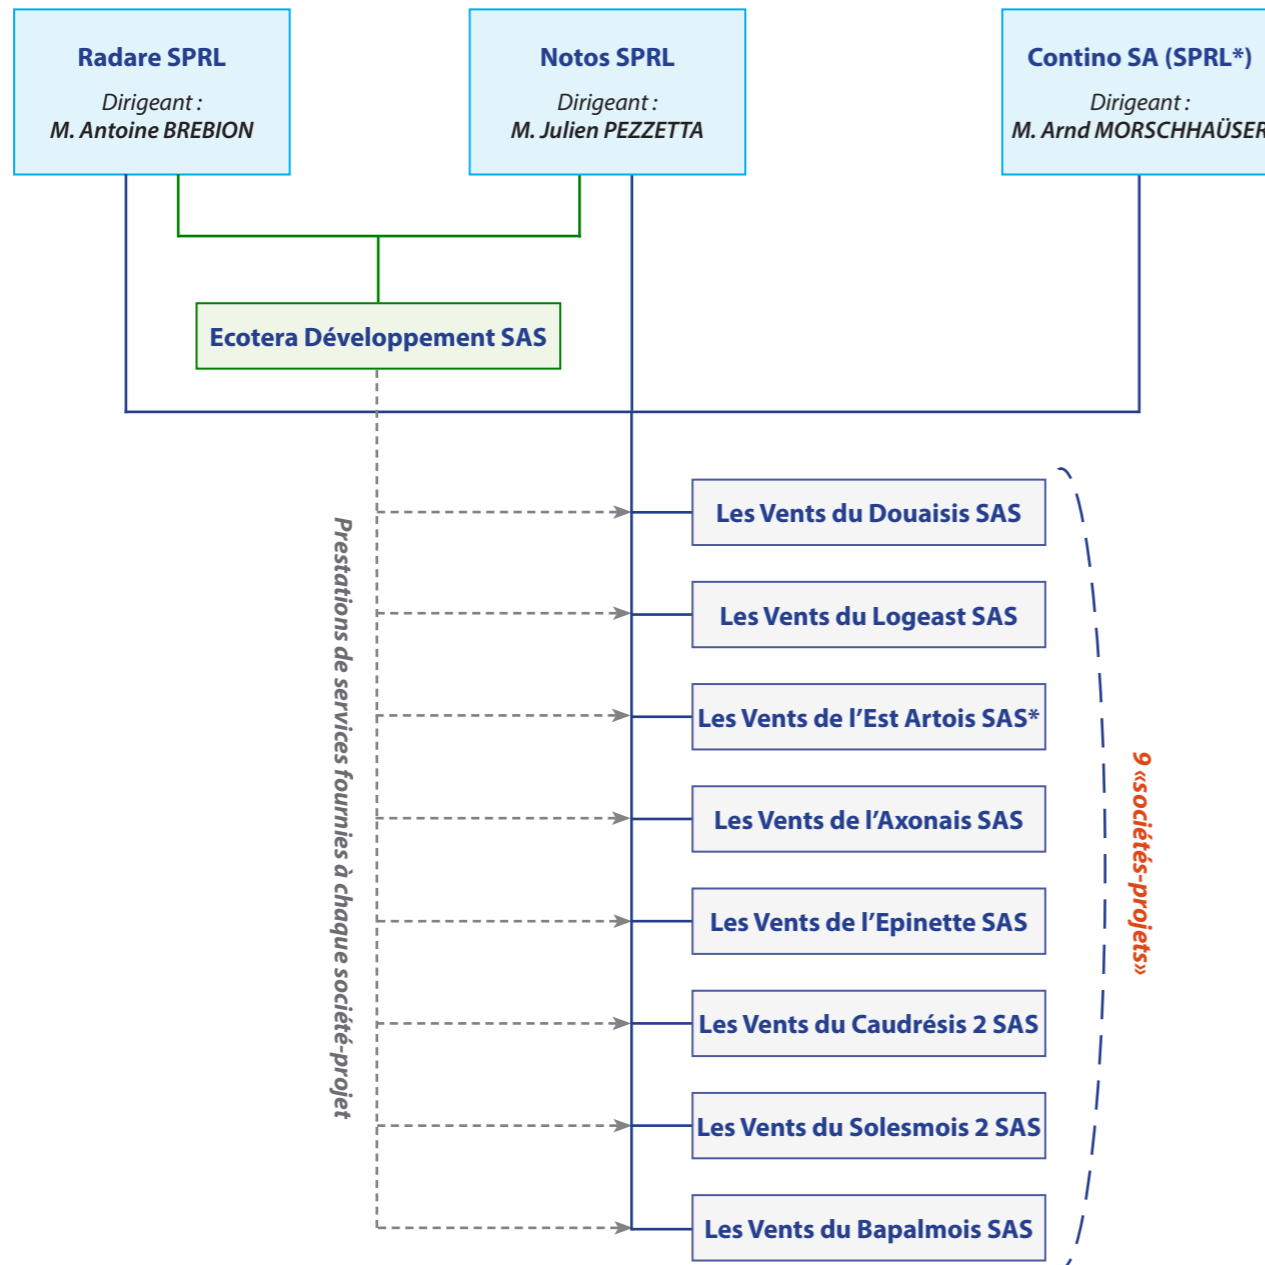 Radare SPRL
Dirigeant :
M. Antoine BREBION
Notos SPRL
Dirigeant :
M. Julien PEZZETTA
Contino SA (SPRL*)
Dirigeant :
M. Arnd MORSCHHAÜSER
Ecotera Développement SAS
Prestations de services fournies à chaque société-projet
Les Vents du Douaisis SAS
Les Vents du Logeast SAS
Les Vents de l’Est Artois SAS*
Les Vents de l’Axonais SAS
Les Vents de l’Epinette SAS
Les Vents du Caudrésis 2 SAS
Les Vents du Solesmois 2 SAS
Les Vents du Bapalmois SAS
9 «sociétés-projets»